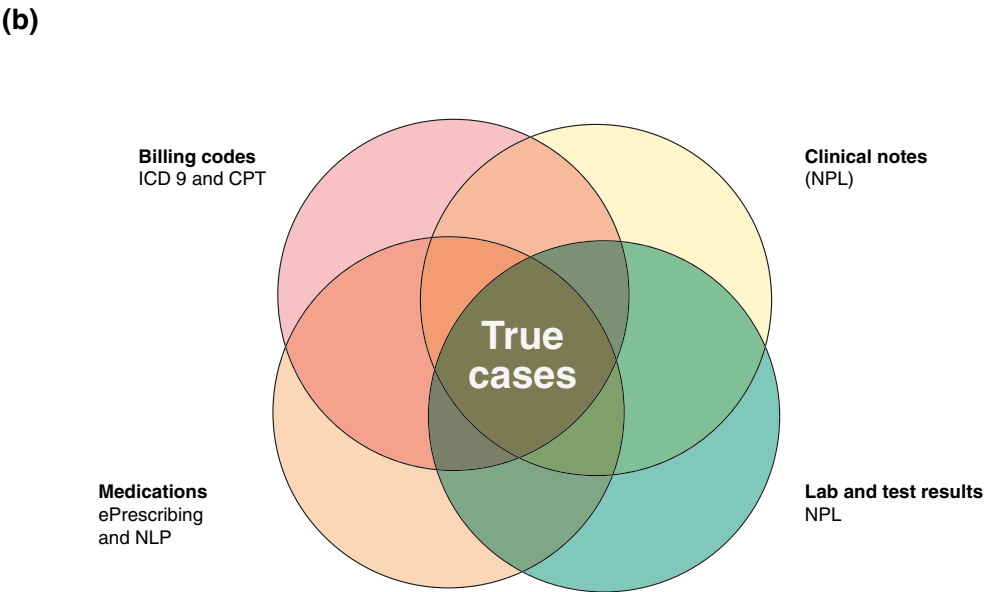 (b)
Billing codes
ICD 9 and CPT
Clinical notes
(NPL)
True
cases
Medications
ePrescribing
and NLP
Lab and test results
NPL